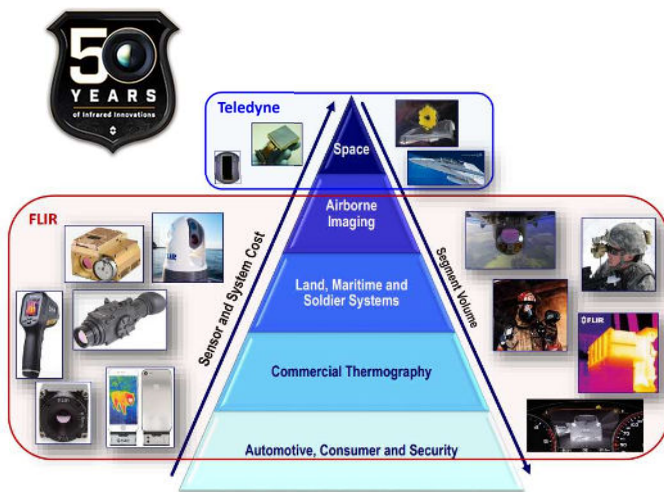 50
YEARS
of Infrared Innovations
Teledyne
Space
FLIR
Airborne
Imaging
Sensor and System Cost
Segment Volume
Land, Maritime and
Soldier Systems
Commercial Thermography
Automotive, Consumer and Security
FLIR
FLIR